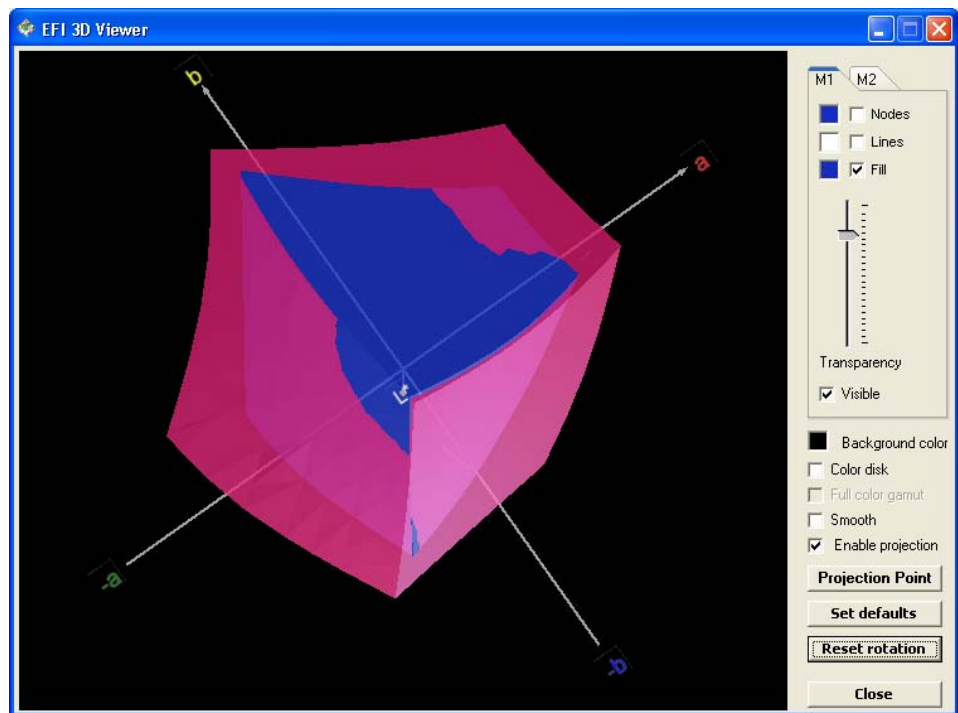 EFI 3D Viewer
b
a
L
-a
-b
M1 M2
Nodes
Lines
Fill
Transparency
Visible
Background color
Color disk
Full color gamut
Smooth
Enable projection
Projection Point
Set defaults
Reset rotation
Close